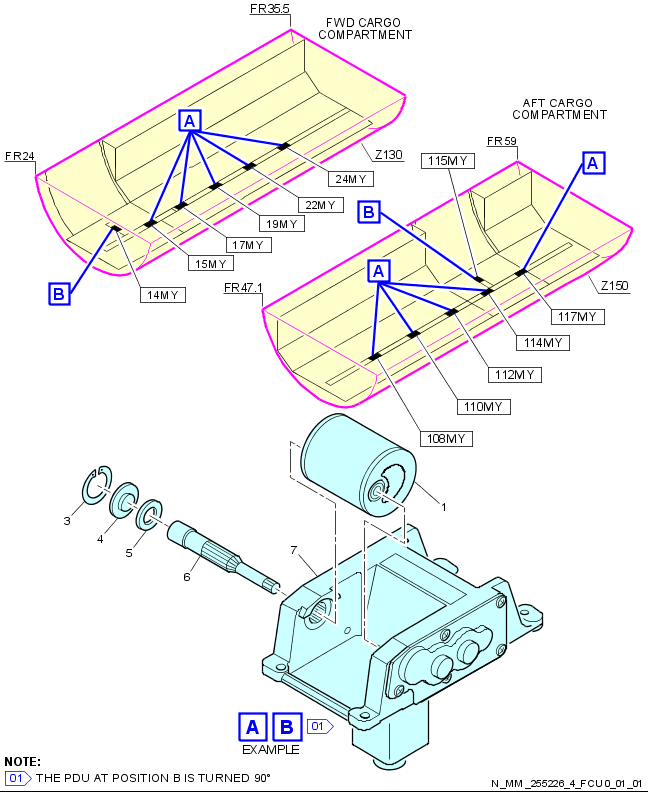 FR35.5
FWD CARGO
COMPARTMENT
A
FR24
Z130
24MY
22MY
19MY
17MY
15MY
14MY
B
AFT CARGO
COMPARTMENT
FR59
A
115MY
B
A
FR47.1
Z150
117MY
114MY
112MY
110MY
108MY
1
3
4
5
6
7
A B 01
EXAMPLE
NOTE:
01 THE PDU AT POSITION B IS TURNED 90°
N_MM_255226_4_FCU0_01_01